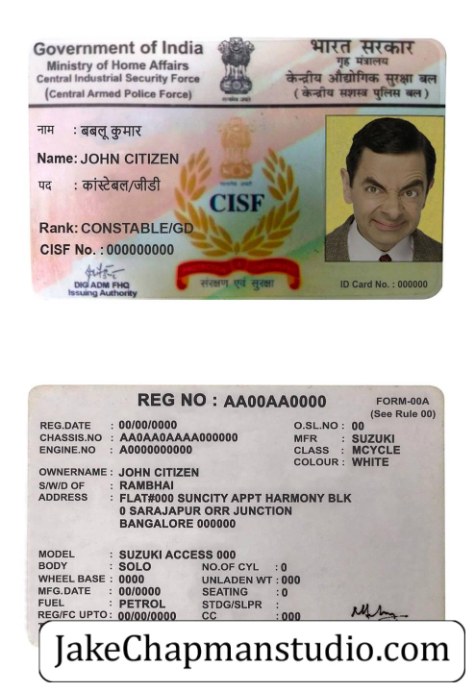 Government of India
Ministry of Home Affairs
Central Industrial Security Force
(Central Armed Police Force)
भारत सरकार
गृह मंत्रालय
केन्द्रीय औद्योगिक सुरक्षा बल
( केन्द्रीय सशस्त्र पुलिस बल )
नाम : बबलू कुमार
Name: JOHN CITIZEN
पद : कांस्टेबल/जीडी
Rank: CONSTABLE/GD
CISF No. : 000000000
CISF
संरक्षण एवं सुरक्षा
DIG ADM FHQ
Issuing Authority
ID Card No. : 000000
REG NO : AA00AA0000
FORM-00A
(See Rule 00)
REG.DATE : 00/00/0000 O.SL.NO : 00
CHASSIS.NO : AA0AA0AAAA000000 MFR : SUZUKI
ENGINE.NO : A0000000000 CLASS : MCYCLE
COLOUR : WHITE
OWNERNAME : JOHN CITIZEN
S/W/D OF : RAMBHAI
ADDRESS : FLAT#000 SUNCITY APPT HARMONY BLK
0 SARAJAPUR ORR JUNCTION
BANGALORE 000000
MODEL : SUZUKI ACCESS 000
BODY : SOLO NO.OF CYL : 0
WHEEL BASE : 0000 UNLADEN WT : 000
MFG.DATE : 00/0000 SEATING : 0
FUEL : PETROL STDG/SLPR :
REG/FC UPTO : 00/00/0000 CC : 000
JakeChapmanstudio.com